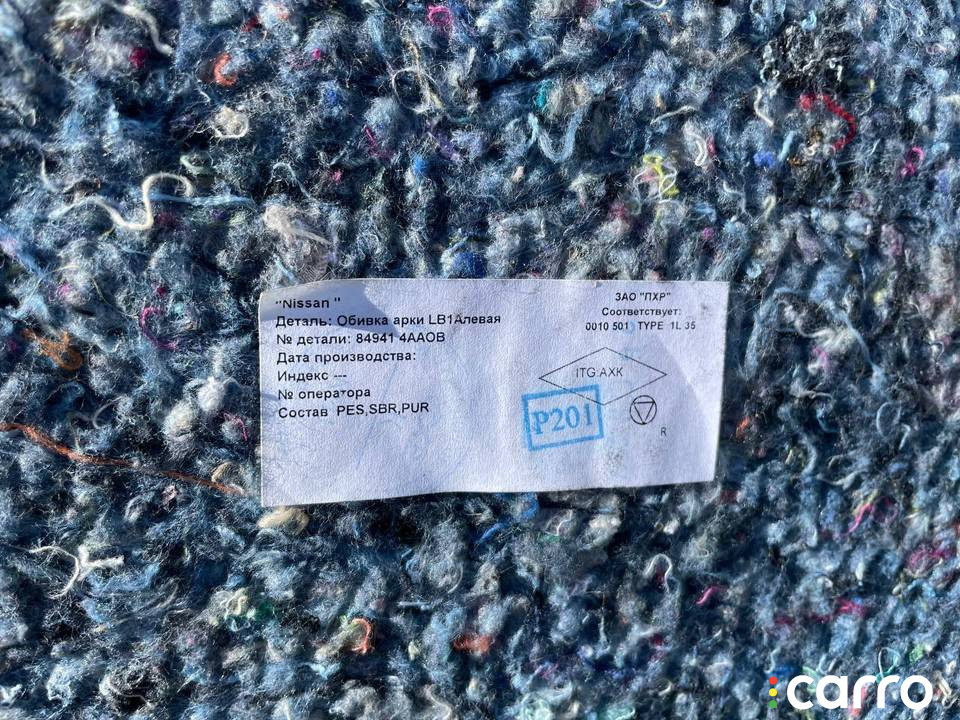 "Nissan "
Деталь: Обивка арки LB1Алевая
№ детали: 84941 4AAOB
Дата производства:
Индекс ---
№ оператора
Состав PES,SBR,PUR
ЗАО "ПХР"
Соответствует:
0010 501 TYPE 1L 35
ITG:AXK
P201
R
carro